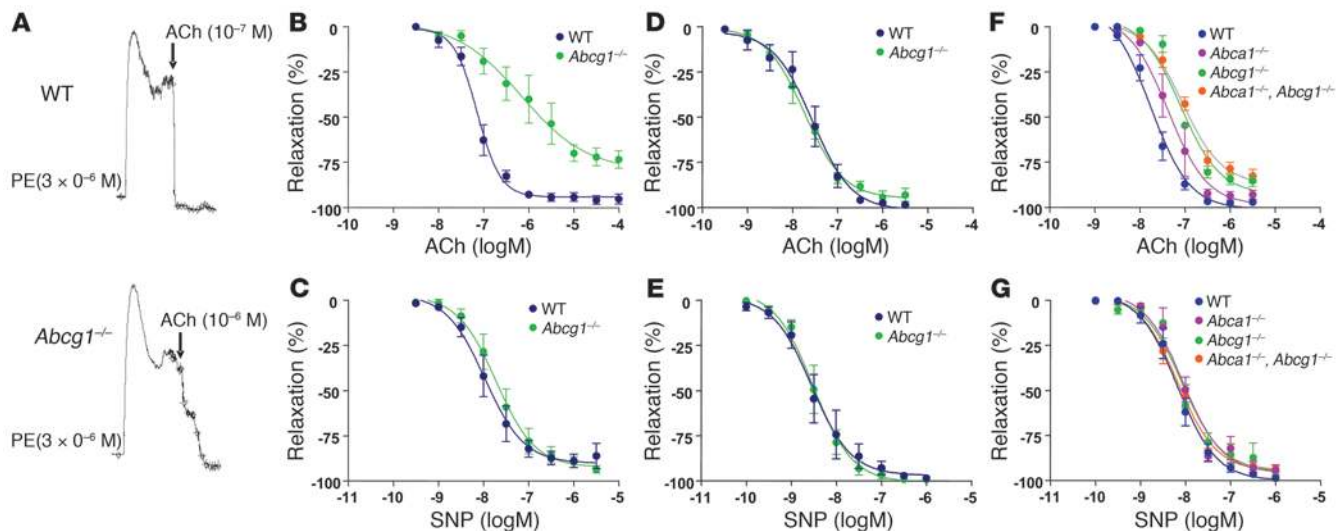 A
ACh (10⁻⁷ M)
WT
PE(3 × 0⁻⁶ M)
ACh (10⁻⁶ M)
Abcg1⁻/⁻
PE(3 × 0⁻⁶ M)
B
WT
Abcg1⁻/⁻
Relaxation (%)
0
-25
-50
-75
-100
-10 -9 -8 -7 -6 -5 -4
ACh (logM)
C
WT
Abcg1⁻/⁻
Relaxation (%)
0
-25
-50
-75
-100
-10 -9 -8 -7 -6 -5
SNP (logM)
D
WT
Abcg1⁻/⁻
Relaxation (%)
0
-25
-50
-75
-100
-10 -9 -8 -7 -6 -5 -4
ACh (logM)
E
WT
Abcg1⁻/⁻
Relaxation (%)
0
-25
-50
-75
-100
-11 -10 -9 -8 -7 -6 -5
SNP (logM)
F
WT
Abca1⁻/⁻
Abcg1⁻/⁻
Abca1⁻/⁻, Abcg1⁻/⁻
Relaxation (%)
0
-25
-50
-75
-100
-10 -9 -8 -7 -6 -5
ACh (logM)
G
WT
Abca1⁻/⁻
Abcg1⁻/⁻
Abca1⁻/⁻, Abcg1⁻/⁻
Relaxation (%)
0
-25
-50
-75
-100
-11 -10 -9 -8 -7 -6 -5
SNP (logM)